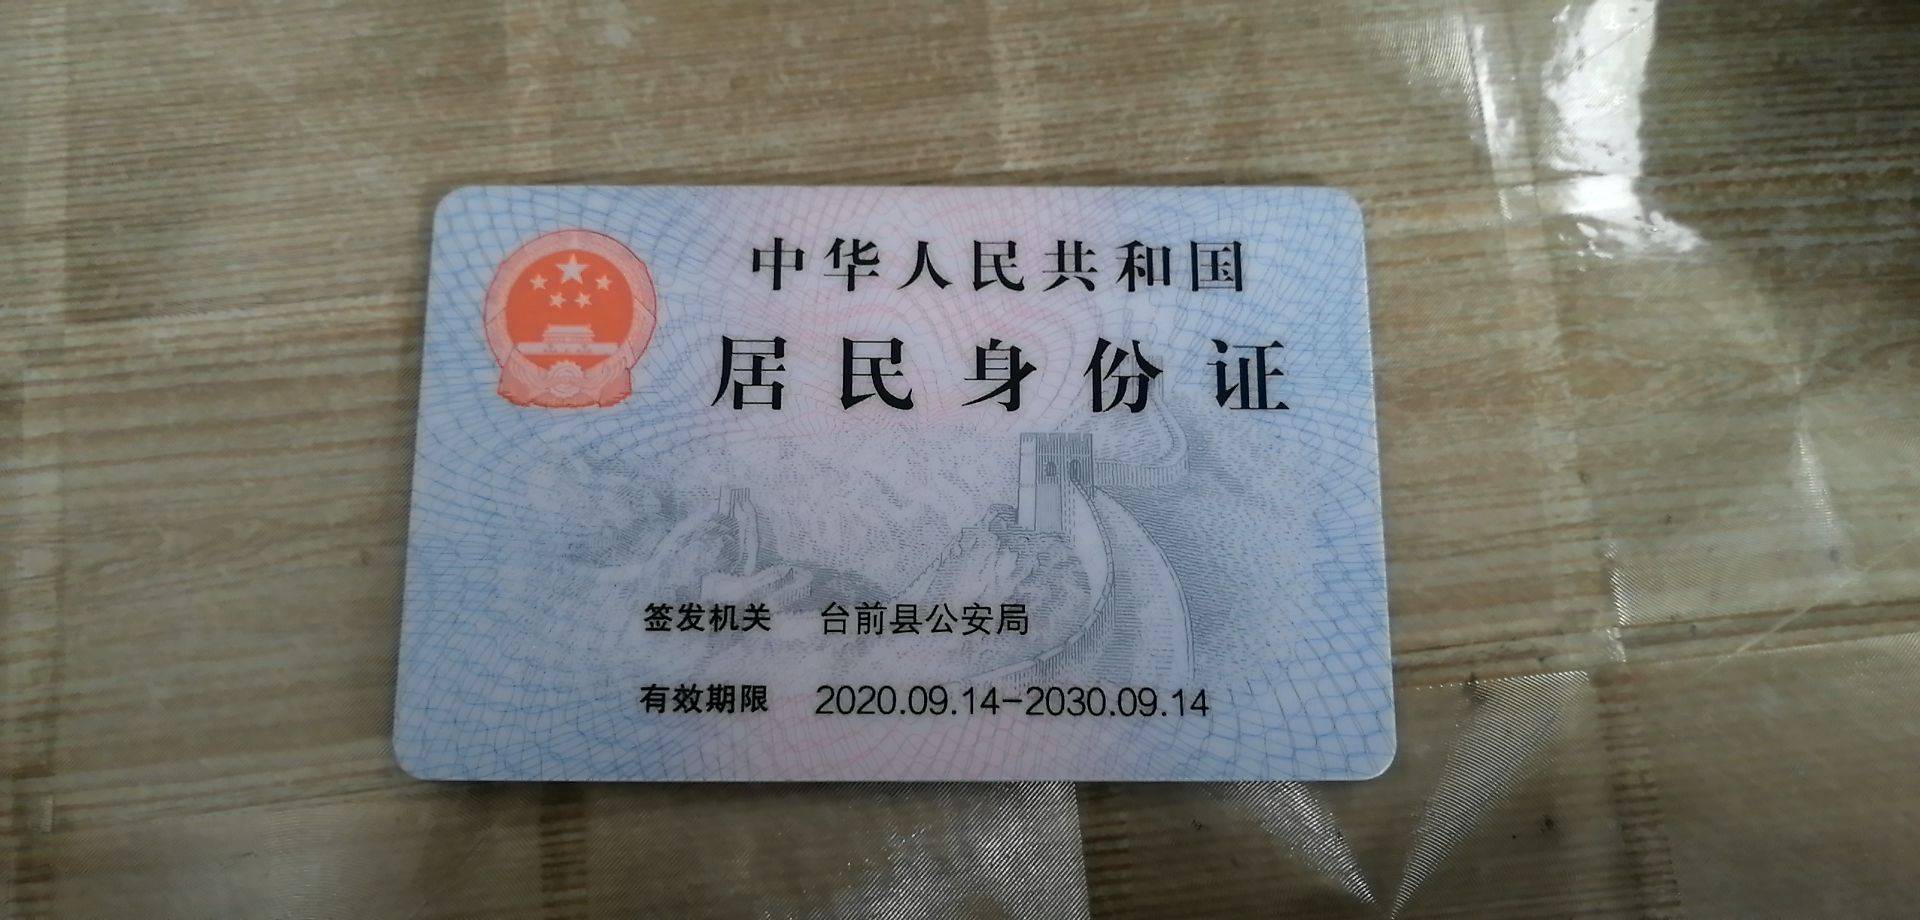 中华人民共和国
居民身份证
签发机关 台前县公安局
有效期限 2020.09.14-2030.09.14